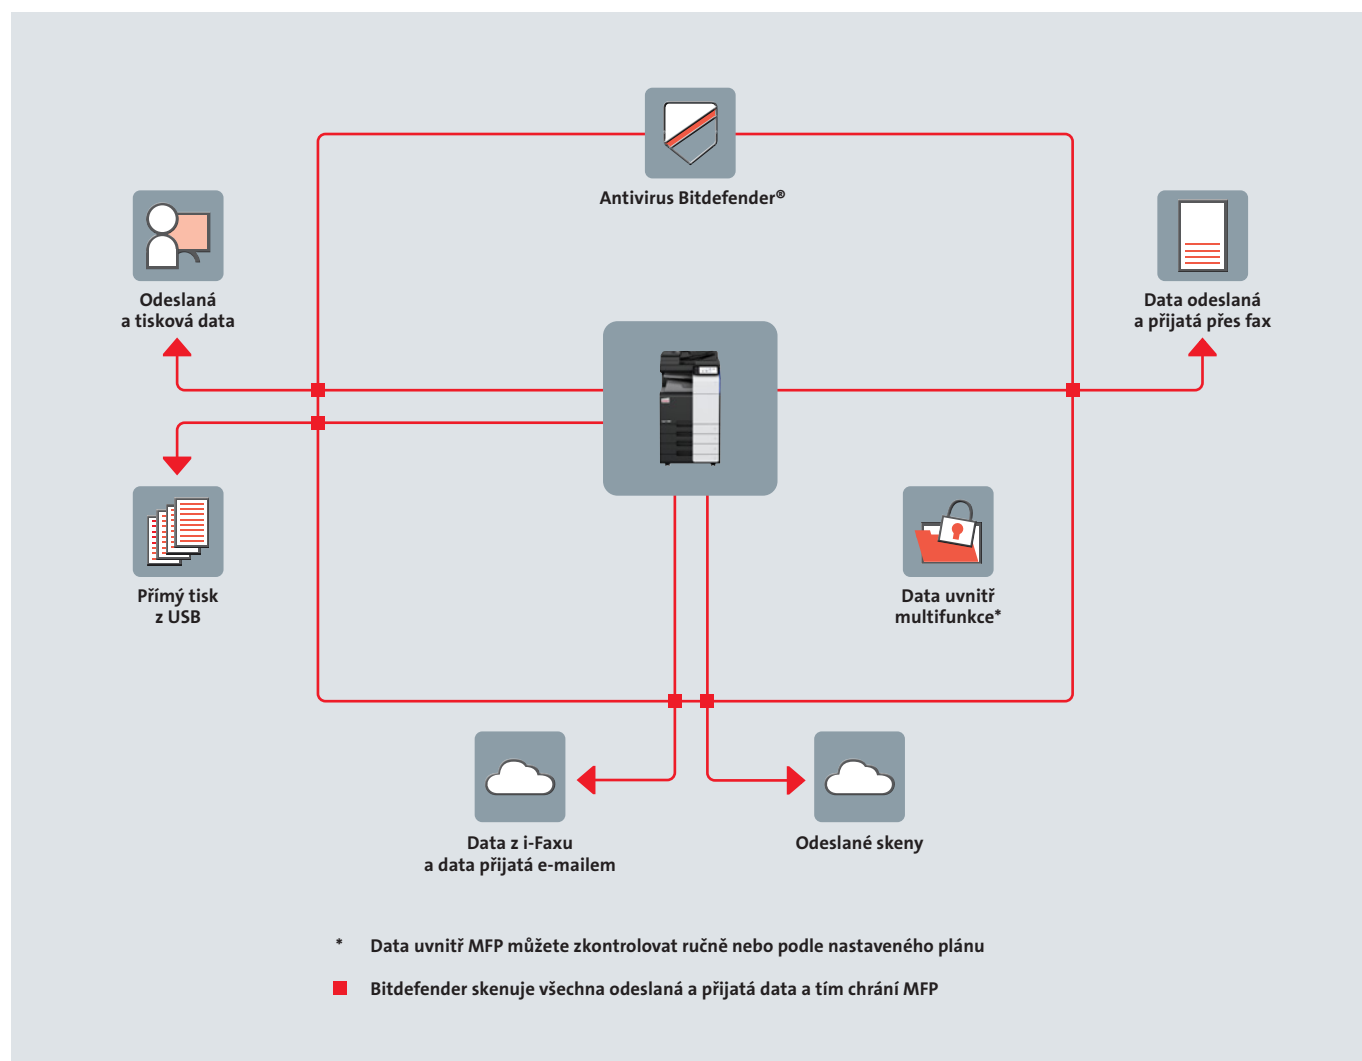 Antivirus Bitdefender®
Odeslaná
a tisková data
Data odeslaná
a přijatá přes fax
Přímý tisk
z USB
Data uvnitř
multifunkce*
Data z i-Faxu
a data přijatá e-mailem
Odeslané skeny
* Data uvnitř MFP můžete zkontrolovat ručně nebo podle nastaveného plánu
Bitdefender skenuje všechna odeslaná a přijatá data a tím chrání MFP